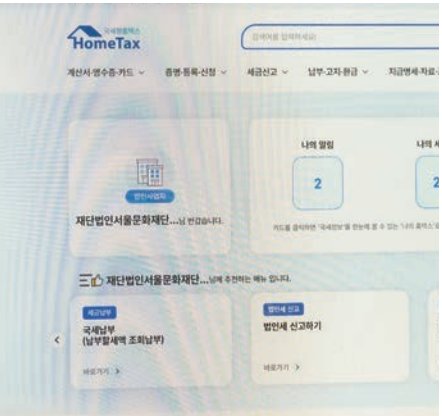 국세청홈택스
HomeTax
검색어를 입력하세요
계산서·영수증·카드
증명·등록·신청
세금신고
납부·고지·환급
지급명세·자료
법인사업자
재단법인서울문화재단...님 반갑습니다.
나의 알림
2
나의
2
카드를 클릭하면 '국세정보'를 한눈에 볼 수 있는 '나의 홈택스'로
재단법인서울문화재단...님께 추천하는 메뉴 입니다.
세금납부
국세납부
(납부할세액 조회납부)
바로가기 >
법인세 신고
법인세 신고하기
바로가기 >